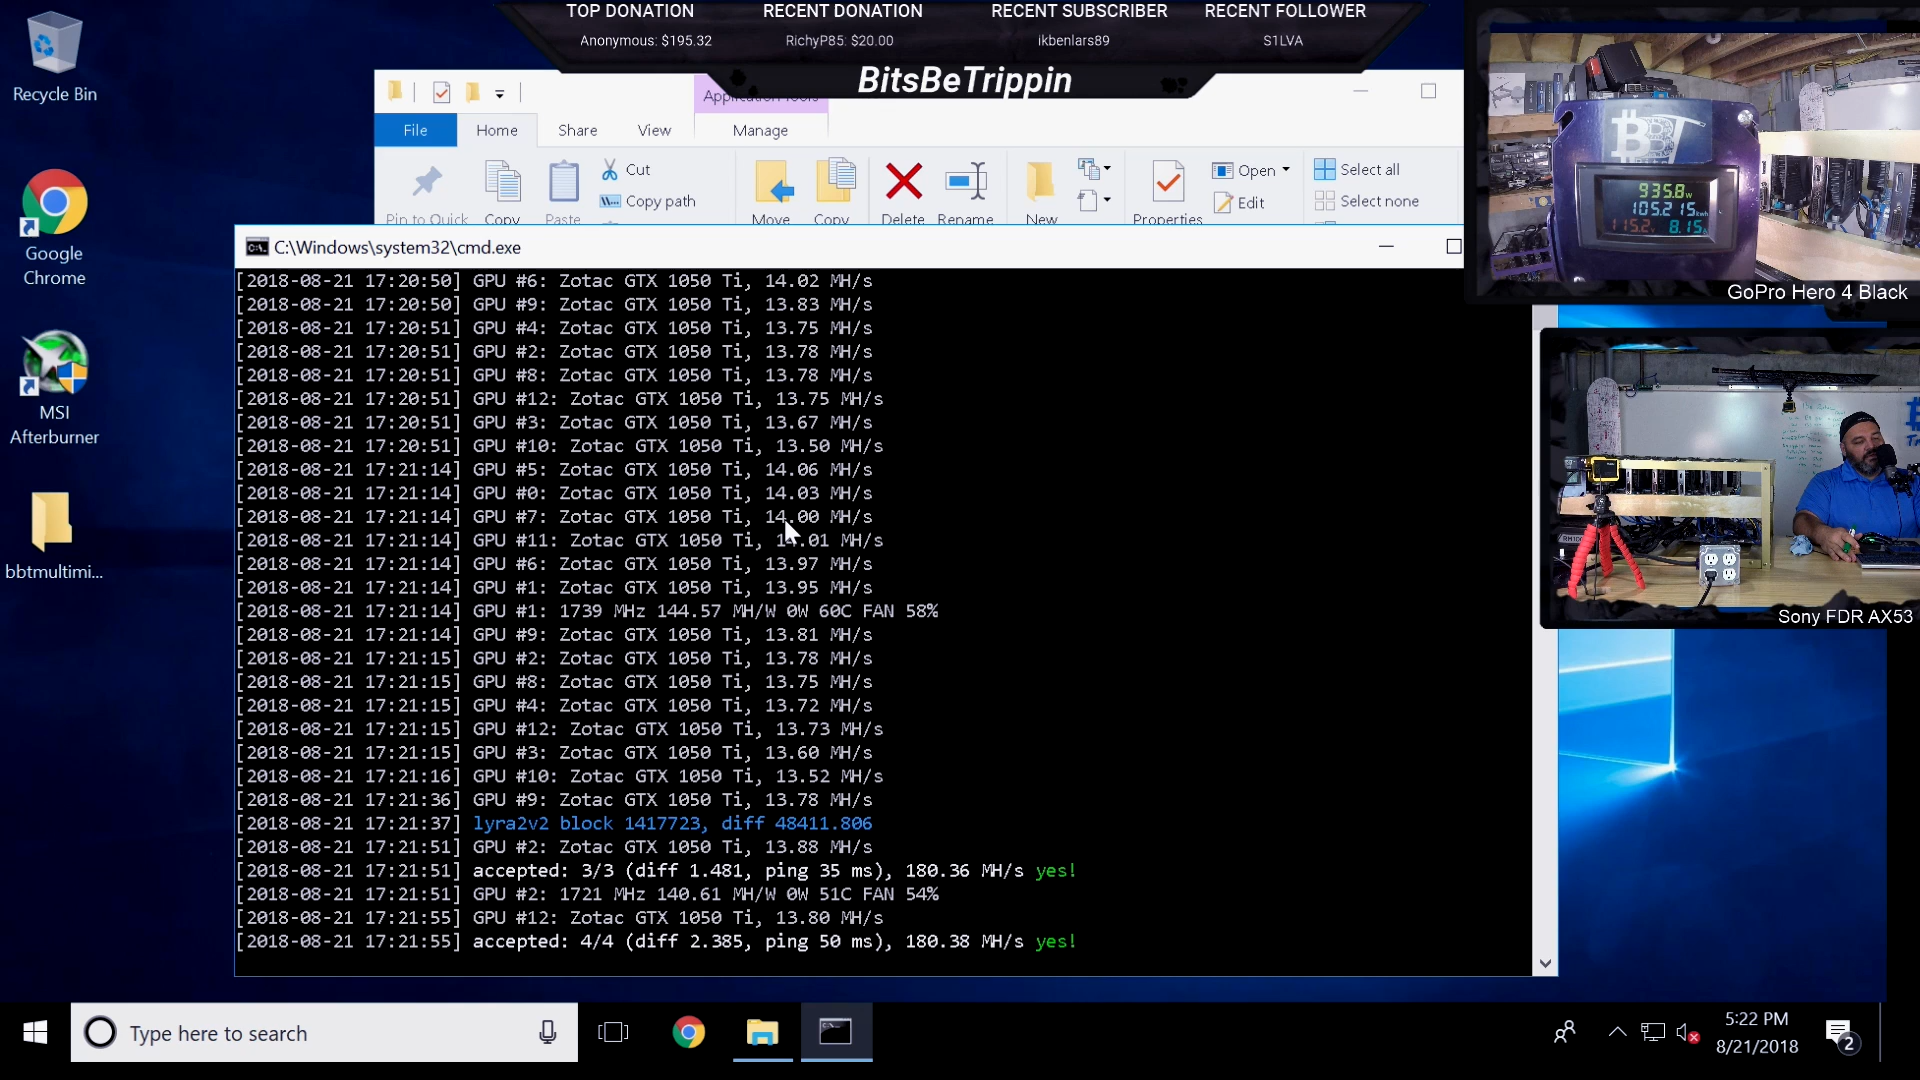 TOP DONATION
RECENT DONATION
RECENT SUBSCRIBER
RECENT FOLLOWER
Anonymous: $195.32
RichyP85: $20.00
ikbenlars89
S1LVA
BitsBeTrippin
Recycle Bin
Google
Chrome
MSI
Afterburner
bbtmultimi...
File
Home
Share
View
Manage
Pin to Quick
Copy
Paste
Cut
Copy path
Move
Copy
Delete
Rename
New
Properties
Open
Edit
Select all
Select none
C:\Windows\system32\cmd.exe
[2018-08-21 17:20:50] GPU #6: Zotac GTX 1050 Ti, 14.02 MH/s
[2018-08-21 17:20:50] GPU #9: Zotac GTX 1050 Ti, 13.83 MH/s
[2018-08-21 17:20:51] GPU #4: Zotac GTX 1050 Ti, 13.75 MH/s
[2018-08-21 17:20:51] GPU #2: Zotac GTX 1050 Ti, 13.78 MH/s
[2018-08-21 17:20:51] GPU #8: Zotac GTX 1050 Ti, 13.78 MH/s
[2018-08-21 17:20:51] GPU #12: Zotac GTX 1050 Ti, 13.75 MH/s
[2018-08-21 17:20:51] GPU #3: Zotac GTX 1050 Ti, 13.67 MH/s
[2018-08-21 17:20:51] GPU #10: Zotac GTX 1050 Ti, 13.50 MH/s
[2018-08-21 17:21:14] GPU #5: Zotac GTX 1050 Ti, 14.06 MH/s
[2018-08-21 17:21:14] GPU #0: Zotac GTX 1050 Ti, 14.03 MH/s
[2018-08-21 17:21:14] GPU #7: Zotac GTX 1050 Ti, 14.00 MH/s
[2018-08-21 17:21:14] GPU #11: Zotac GTX 1050 Ti, MH/s
[2018-08-21 17:21:14] GPU #6: Zotac GTX 1050 Ti, 13.97 MH/s
[2018-08-21 17:21:14] GPU #1: Zotac GTX 1050 Ti, 13.95 MH/s
[2018-08-21 17:21:14] GPU #1: 1739 MHz 144.57 MH/W 0W 60C FAN 58%
[2018-08-21 17:21:14] GPU #9: Zotac GTX 1050 Ti, 13.81 MH/s
[2018-08-21 17:21:15] GPU #2: Zotac GTX 1050 Ti, 13.78 MH/s
[2018-08-21 17:21:15] GPU #8: Zotac GTX 1050 Ti, 13.75 MH/s
[2018-08-21 17:21:15] GPU #4: Zotac GTX 1050 Ti, 13.72 MH/s
[2018-08-21 17:21:15] GPU #12: Zotac GTX 1050 Ti, 13.73 MH/s
[2018-08-21 17:21:15] GPU #3: Zotac GTX 1050 Ti, 13.60 MH/s
[2018-08-21 17:21:16] GPU #10: Zotac GTX 1050 Ti, 13.52 MH/s
[2018-08-21 17:21:36] GPU #9: Zotac GTX 1050 Ti, 13.78 MH/s
[2018-08-21 17:21:37] lyra2v2 block 1417723, diff 48411.806
[2018-08-21 17:21:51] GPU #2: Zotac GTX 1050 Ti, 13.88 MH/s
[2018-08-21 17:21:51] accepted: 3/3 (diff 1.481, ping 35 ms), 180.36 MH/s yes!
[2018-08-21 17:21:51] GPU #2: 1721 MHz 140.61 MH/W 0W 51C FAN 54%
[2018-08-21 17:21:55] GPU #12: Zotac GTX 1050 Ti, 13.80 MH/s
[2018-08-21 17:21:55] accepted: 4/4 (diff 2.385, ping 50 ms), 180.38 MH/s yes!
935.8w
105.215kwh
115.2v 8.15A
GoPro Hero 4 Black
Sony FDR AX53
Type here to search
5:22 PM
8/21/2018
2